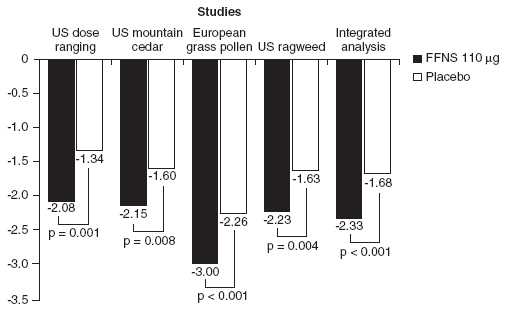 Studies
US dose ranging
US mountain cedar
European grass pollen
US ragweed
Integrated analysis
FFNS 110 µg
Placebo
0
-0.5
-1.0
-1.5
-2.0
-2.5
-3.0
-3.5
-2.08
-1.34
p = 0.001
-2.15
-1.60
p = 0.008
-3.00
-2.26
p < 0.001
-2.23
-1.63
p = 0.004
-2.33
-1.68
p < 0.001